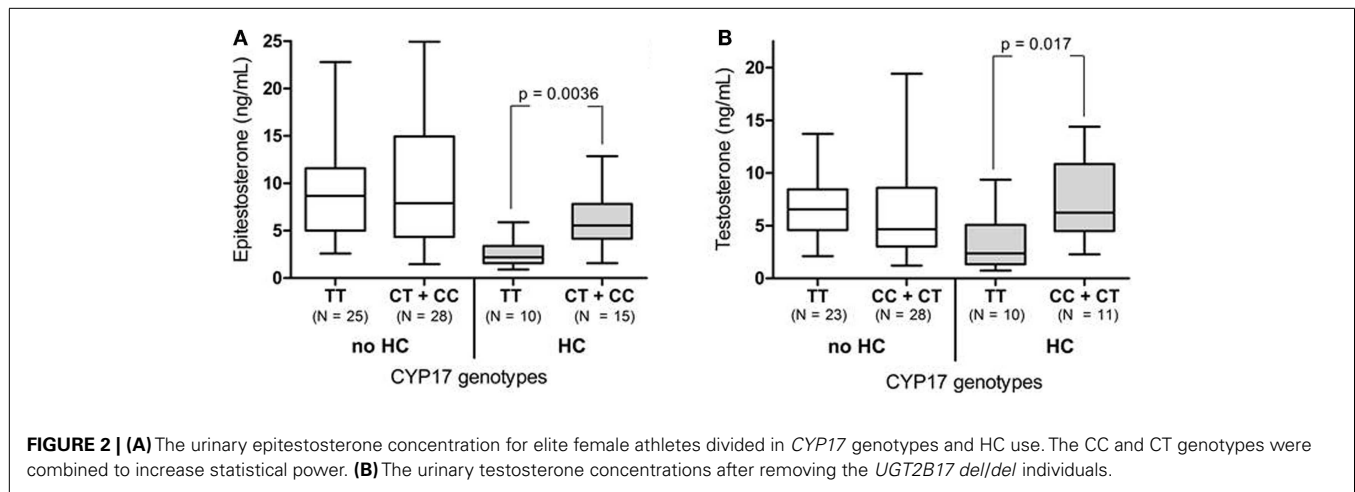 A
Epitestosterone (ng/mL)
25
20
15
10
5
0
p = 0.0036
TT CT + CC TT CT + CC
(N = 25) (N = 28) (N = 10) (N = 15)
no HC HC
CYP17 genotypes
B
Testosterone (ng/mL)
20
15
10
5
0
p = 0.017
TT CC + CT TT CC + CT
(N = 23) (N = 28) (N = 10) (N = 11)
no HC HC
CYP17 genotypes
FIGURE 2 | (A) The urinary epitestosterone concentration for elite female athletes divided in CYP17 genotypes and HC use. The CC and CT genotypes were
combined to increase statistical power. (B) The urinary testosterone concentrations after removing the UGT2B17 del/del individuals.